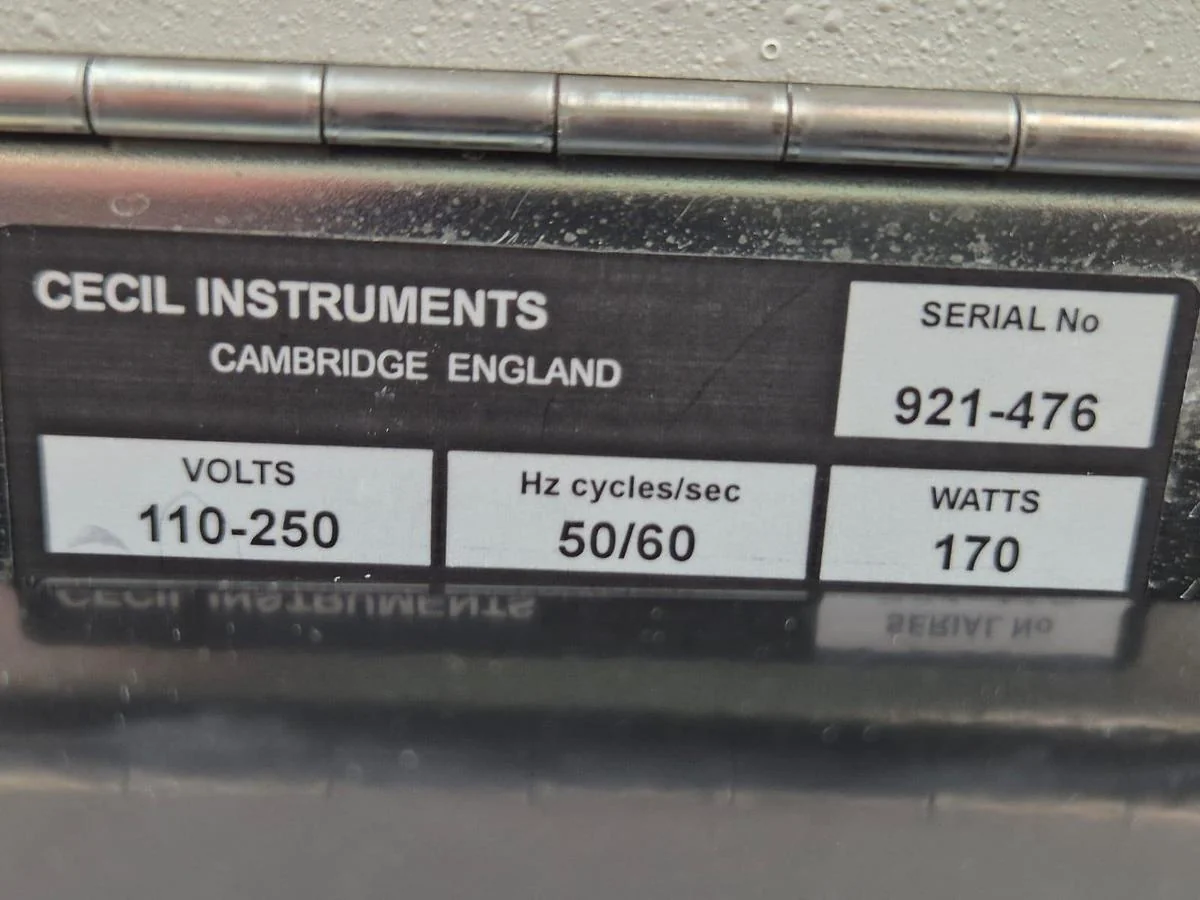 CECIL INSTRUMENTS
CAMBRIDGE ENGLAND
SERIAL No
921-476
VOLTS
110-250
Hz cycles/sec
50/60
WATTS
170